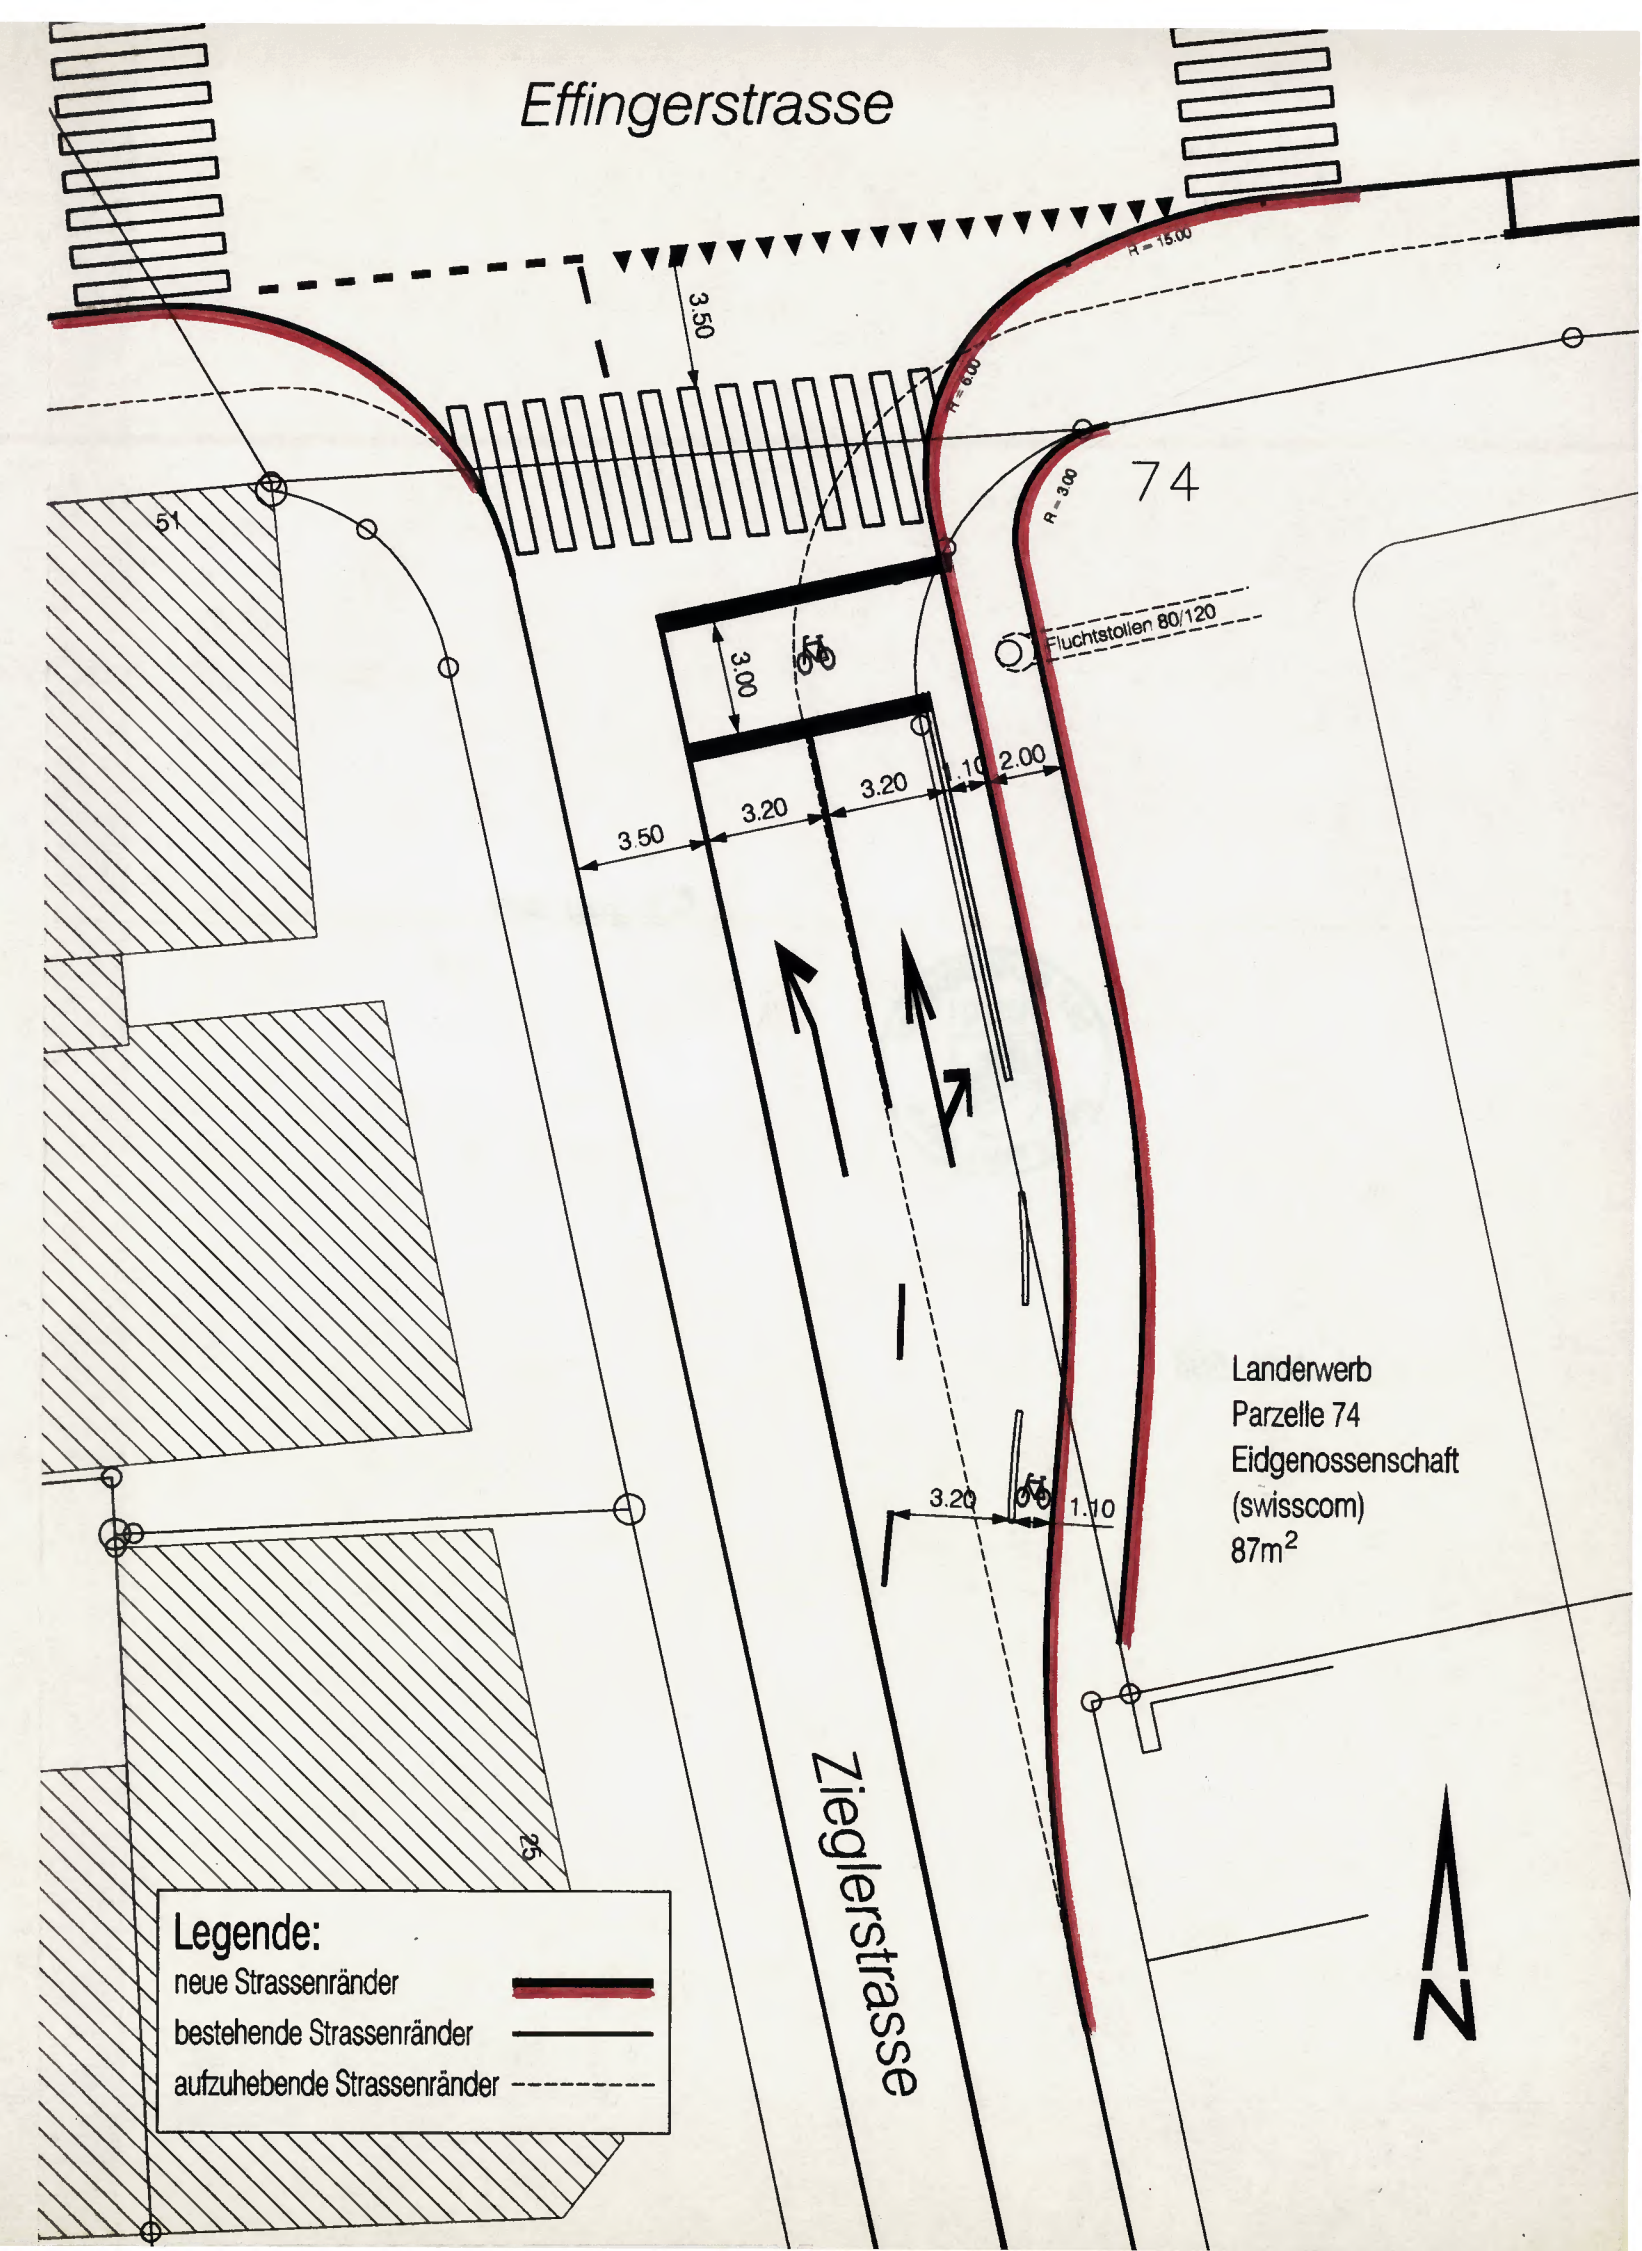 Effingerstrasse
R = 15.00
3.50
R = 6.00
R = 3.00
74
51
Fluchtstollen 80/120
3.00
3.50
3.20
3.20
1.10
2.00
Landerwerb
Parzelle 74
Eidgenossenschaft
(swisscom)
87m²
3.20
1.10
Zieglerstrasse
25
Legende:
neue Strassenränder
bestehende Strassenränder
aufzuhebende Strassenränder
N